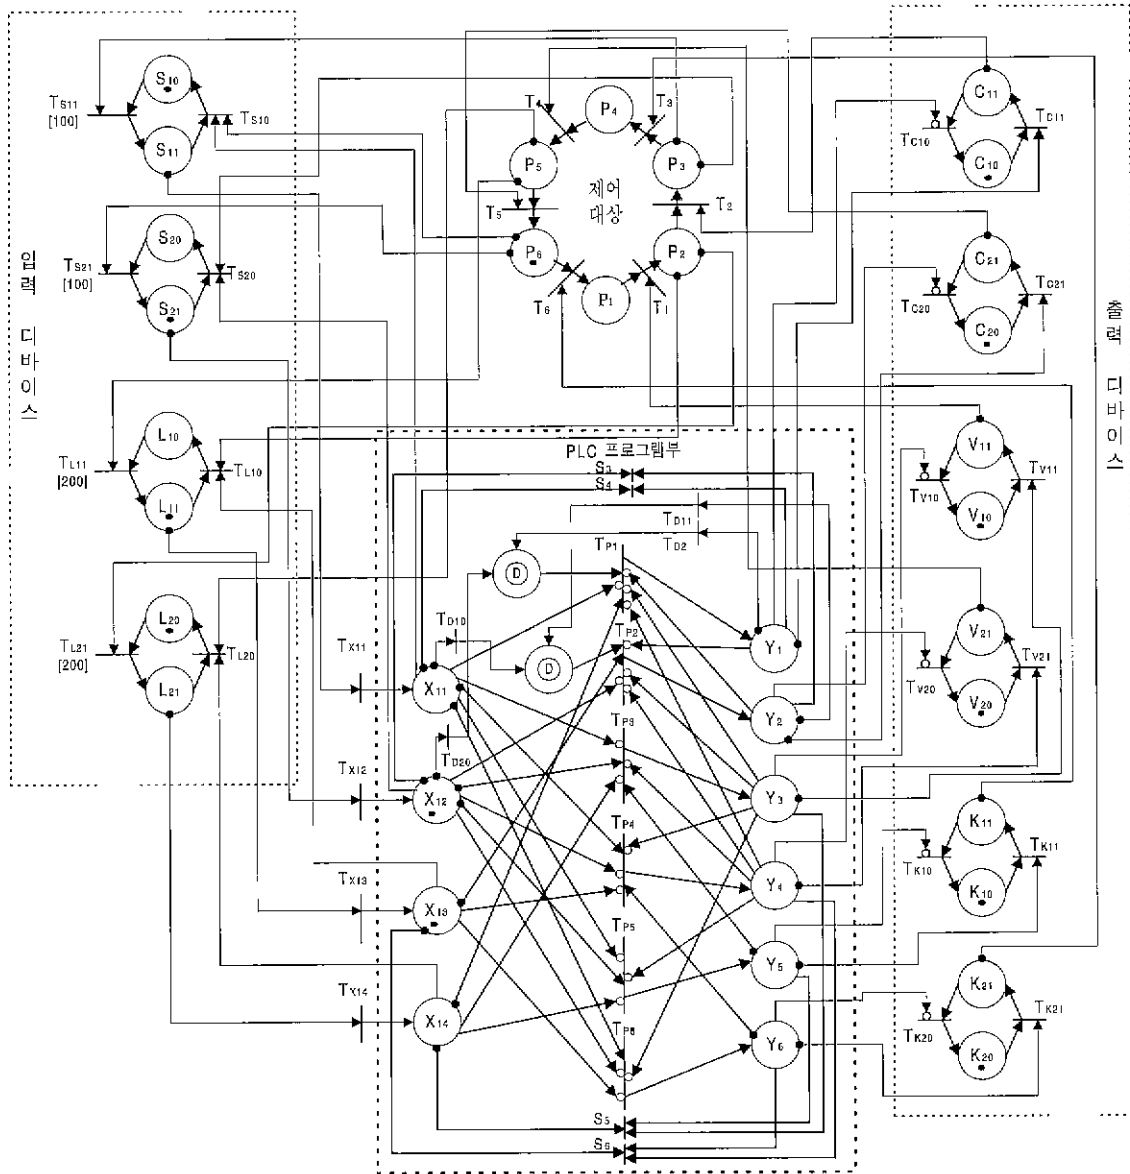 입력 디바이스
S10
S11
TS11
[100]
TS10
S20
S21
TS21
[100]
TS20
L10
L11
TL11
[200]
TL10
L20
L21
TL21
[200]
TL20
제어
대상
P1
P2
P3
P4
P5
P6
T1
T2
T3
T4
T5
T6
출력 디바이스
C11
C10
TC10
TC11
C21
C20
TC20
TC21
V11
V10
TV10
TV11
V21
V20
TV20
TV21
K11
K10
TK10
TK11
K21
K20
TK20
TK21
PLC 프로그램부
S3
S4
TD11
TD2
TP1
D
TD10
TP2
D
TX11
X11
Y1
Y2
TP3
TD20
TX12
X12
Y3
TP4
TX13
X13
Y4
TP5
TX14
X14
Y5
TP6
Y6
S5
S6